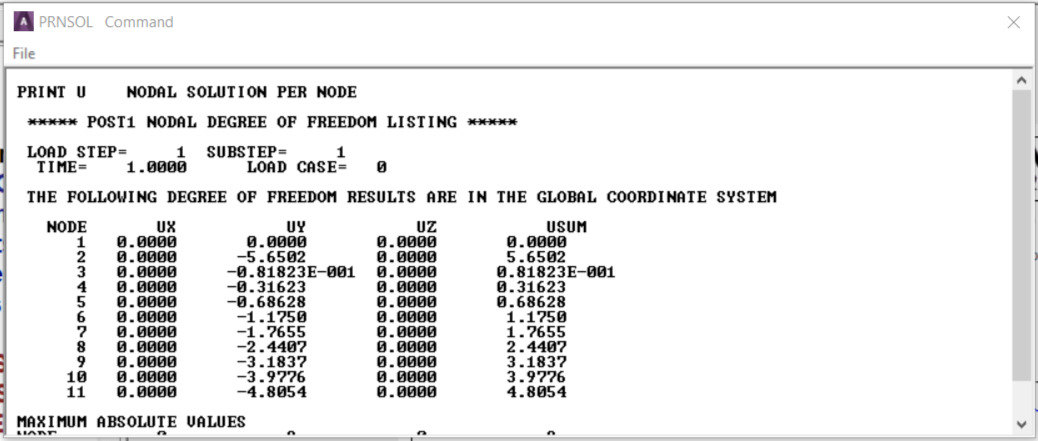 PRNSOL Command
File
PRINT U NODAL SOLUTION PER NODE
***** POST1 NODAL DEGREE OF FREEDOM LISTING *****
LOAD STEP= 1 SUBSTEP= 1
TIME= 1.0000 LOAD CASE= 0
THE FOLLOWING DEGREE OF FREEDOM RESULTS ARE IN THE GLOBAL COORDINATE SYSTEM
NODE UX UY UZ USUM
1 0.0000 0.0000 0.0000 0.0000
2 0.0000 -5.6502 0.0000 5.6502
3 0.0000 -0.81823E-001 0.0000 0.81823E-001
4 0.0000 -0.31623 0.0000 0.31623
5 0.0000 -0.68628 0.0000 0.68628
6 0.0000 -1.1750 0.0000 1.1750
7 0.0000 -1.7655 0.0000 1.7655
8 0.0000 -2.4407 0.0000 2.4407
9 0.0000 -3.1837 0.0000 3.1837
10 0.0000 -3.9776 0.0000 3.9776
11 0.0000 -4.8054 0.0000 4.8054
MAXIMUM ABSOLUTE VALUES